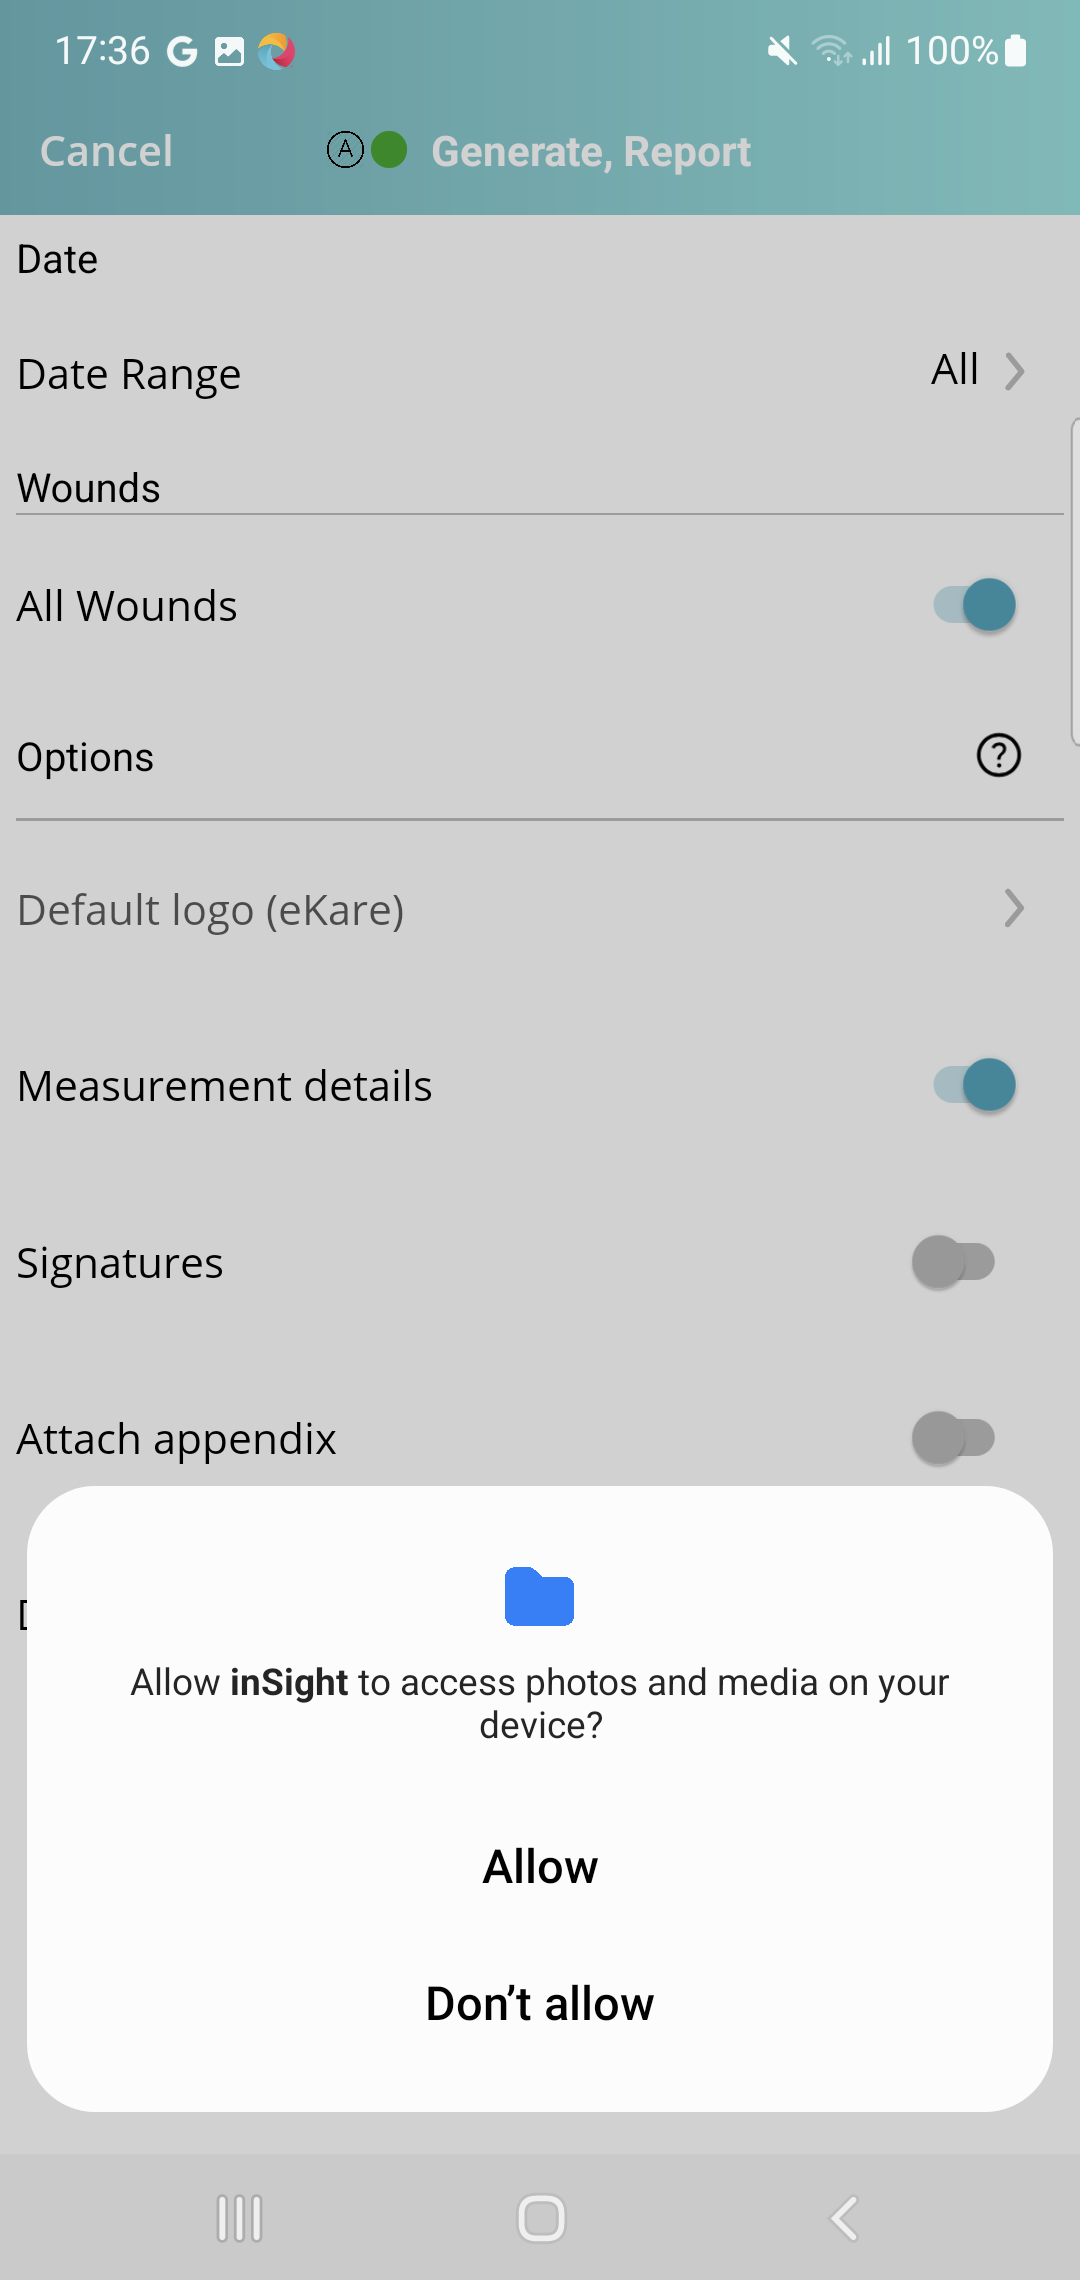 17:36
100%
Cancel
A Generate, Report
Date
Date Range
All
Wounds
All Wounds
Options
?
Default logo (eKare)
Measurement details
Signatures
Attach appendix
Allow inSight to access photos and media on your
device?
Allow
Don’t allow